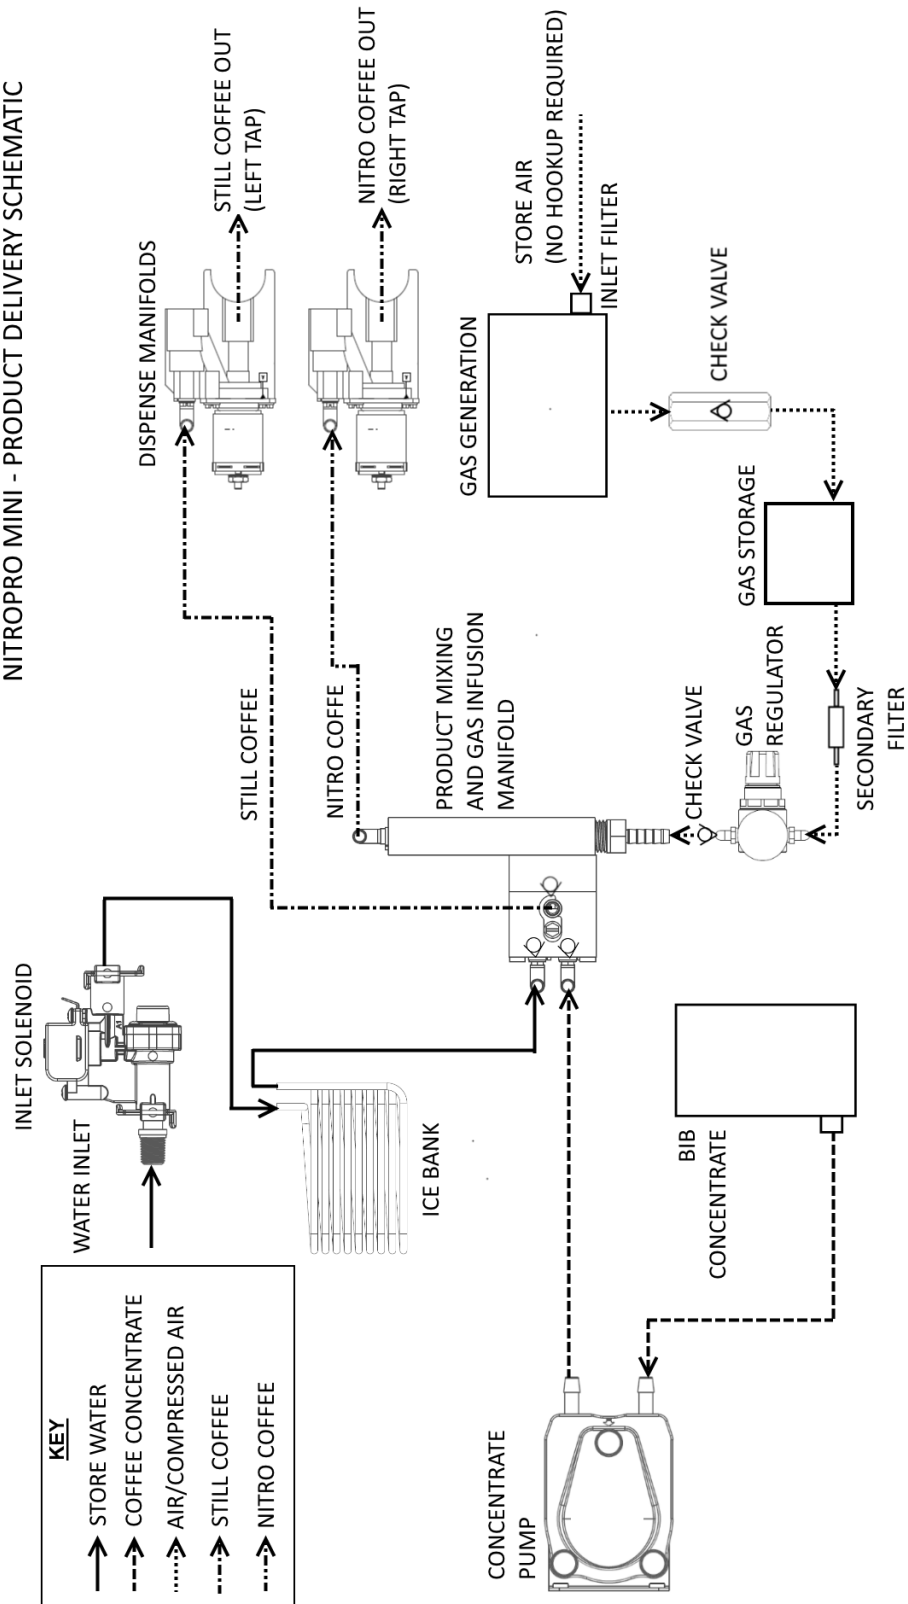 NITROPRO MINI - PRODUCT DELIVERY SCHEMATIC
KEY
STORE WATER
COFFEE CONCENTRATE
AIR/COMPRESSED AIR
STILL COFFEE
NITRO COFFEE
WATER INLET
INLET SOLENOID
A1
ICE BANK
STILL COFFEE
NITRO COFFE
DISPENSE MANIFOLDS
STILL COFFEE OUT
(LEFT TAP)
NITRO COFFEE OUT
(RIGHT TAP)
PRODUCT MIXING
AND GAS INFUSION
MANIFOLD
STORE AIR
(NO HOOKUP REQUIRED)
INLET FILTER
GAS GENERATION
CHECK VALVE
GAS STORAGE
SECONDARY
FILTER
GAS
REGULATOR
CHECK VALVE
BIB
CONCENTRATE
CONCENTRATE
PUMP